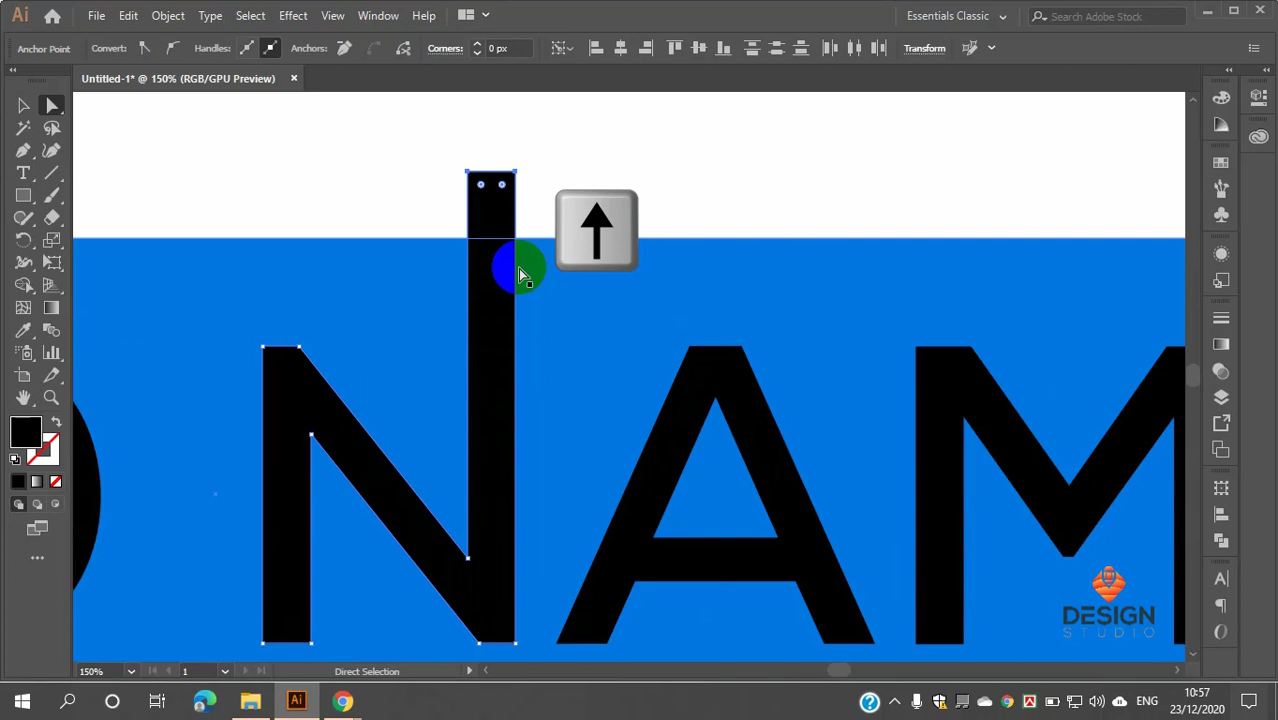 Ai File Edit Object Type Select Effect View Window Help Essentials Classic Search Adobe Stock
Anchor Point Convert: Handles: Anchors: Corners: 0 px Transform
Untitled-1* @ 150% (RGB/GPU Preview)
NAM
DESIGN
STUDIO
150% 1 Direct Selection
Ai ENG 10:57
23/12/2020